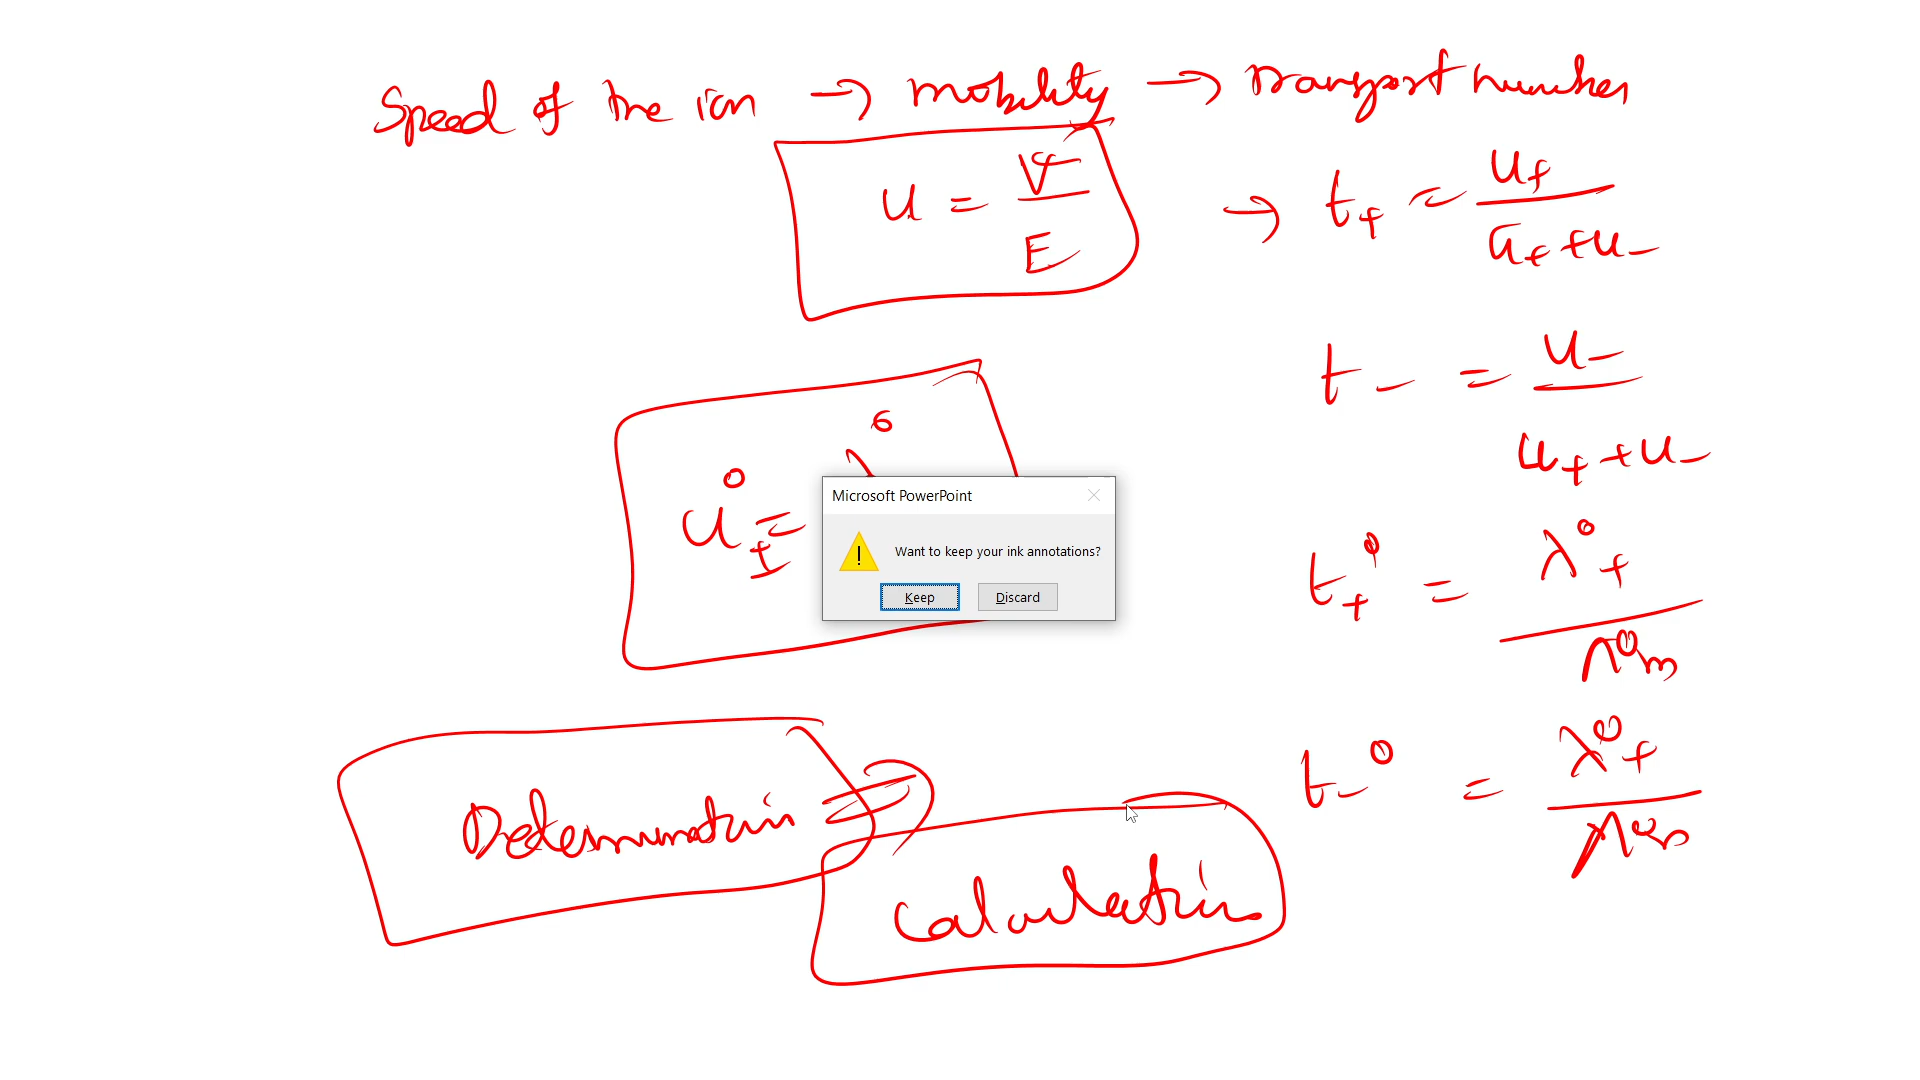 Speed of the ion → mobility → Transport number
u = V / E
→ t+ = u+ / u+ + u-
t- = u- / u+ + u-
u°± = λ°
Microsoft PowerPoint
Want to keep your ink annotations?
Keep Discard
t+° = λ°+ / Λ°m
t-° = λ°+ / Λ°m
Determination
Calculation